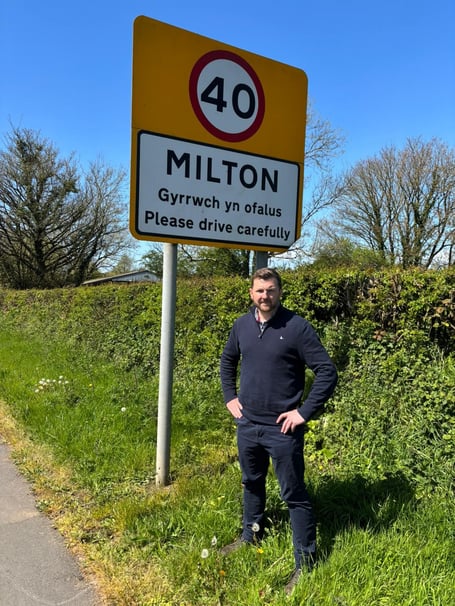 40
MILTON
Gyrrwch yn ofalus
Please drive carefully